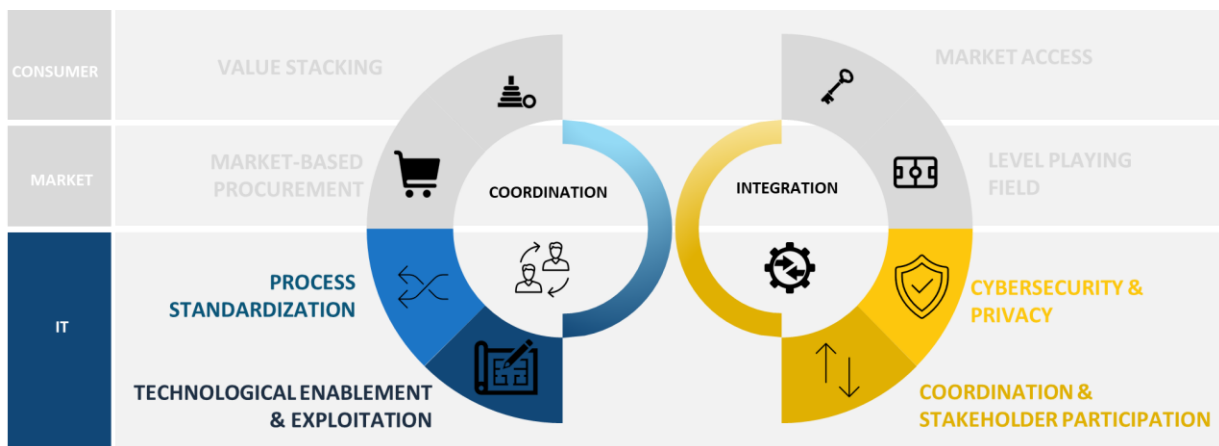 CONSUMER
VALUE STACKING
MARKET ACCESS
MARKET
MARKET-BASED
PROCUREMENT
COORDINATION
INTEGRATION
LEVEL PLAYING
FIELD
IT
PROCESS
STANDARDIZATION
CYBERSECURITY &
PRIVACY
TECHNOLOGICAL ENABLEMENT
& EXPLOITATION
COORDINATION &
STAKEHOLDER PARTICIPATION